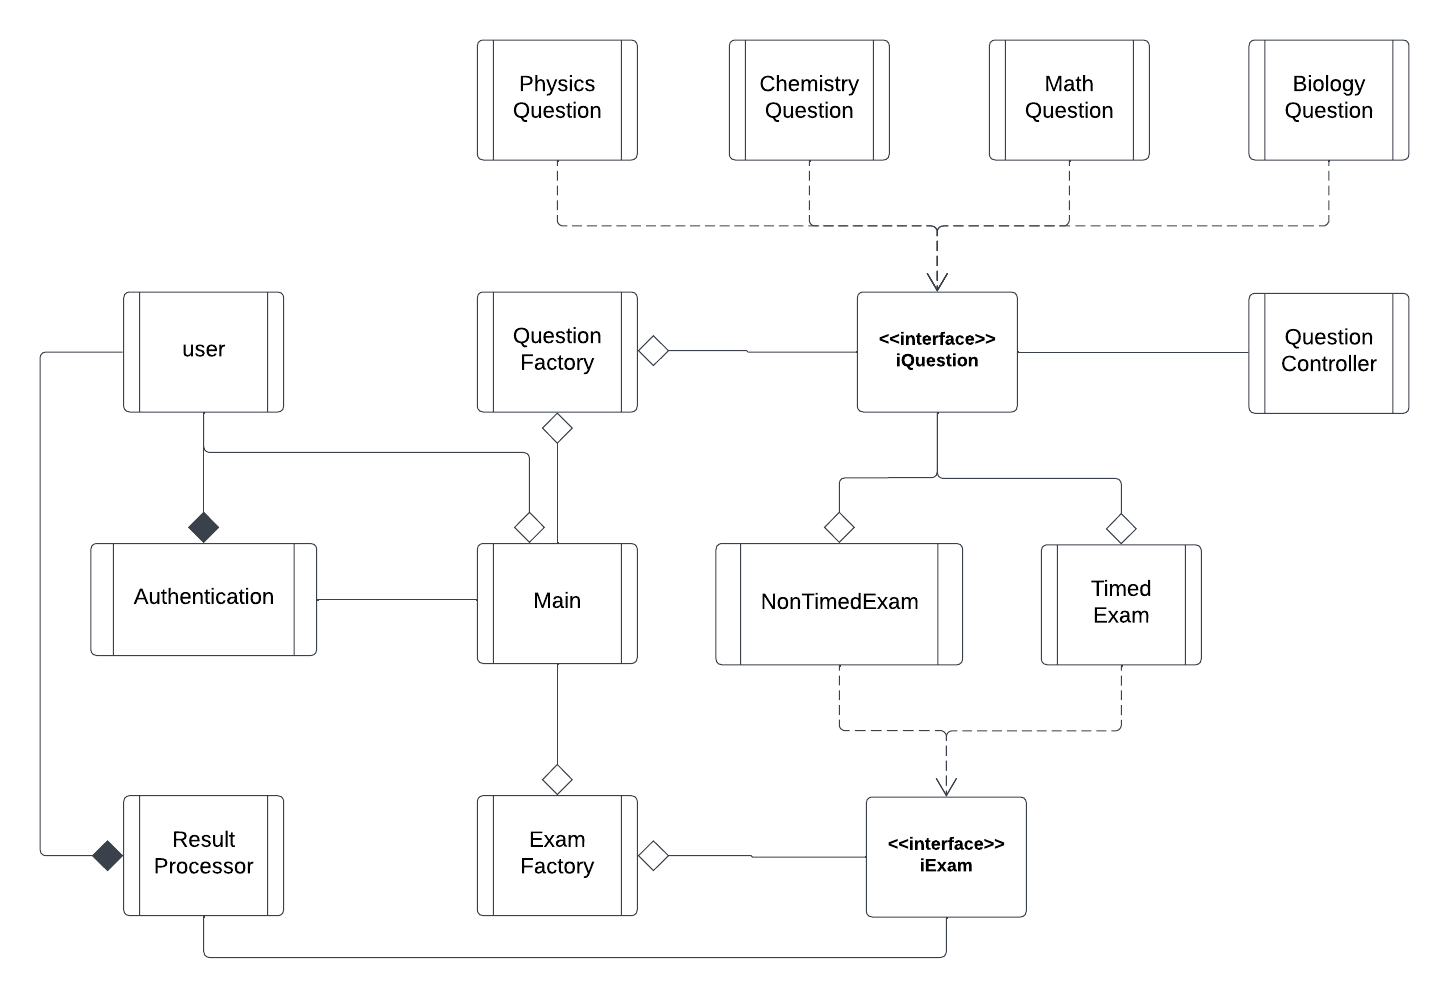 Physics
Question
Chemistry
Question
Math
Question
Biology
Question
user
Question
Factory
<<interface>>
iQuestion
Question
Controller
Authentication
Main
NonTimedExam
Timed
Exam
Result
Processor
Exam
Factory
<<interface>>
iExam